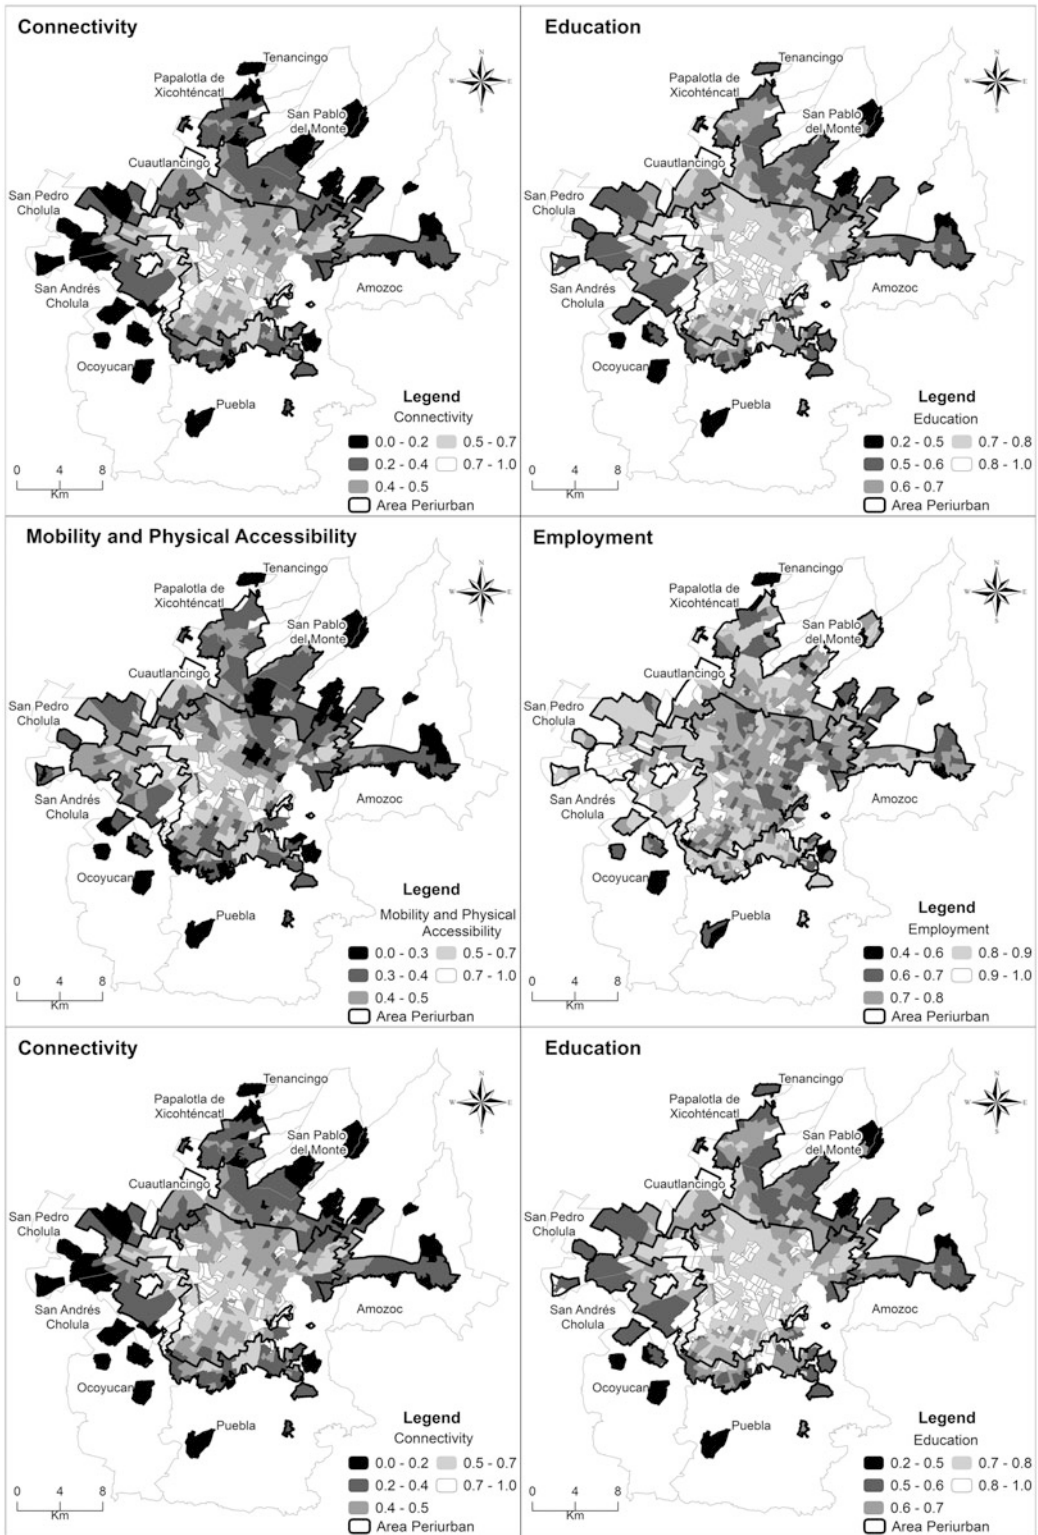 Connectivity
Tenancingo
Papalotla de
Xicohténcatl
San Pablo
del Monte
Cuautlancingo
San Pedro
Cholula
San Andrés
Cholula
Amozoc
Ocoyucan
Puebla
N
W E
S
Legend
Connectivity
0.0 - 0.2 0.5 - 0.7
0.2 - 0.4 0.7 - 1.0
0.4 - 0.5
Area Periurban
0 4 8
Km
Education
Tenancingo
Papalotla de
Xicohténcatl
San Pablo
del Monte
Cuautlancingo
San Pedro
Cholula
San Andrés
Cholula
Amozoc
Ocoyucan
Puebla
N
W E
S
Legend
Education
0.2 - 0.5 0.7 - 0.8
0.5 - 0.6 0.8 - 1.0
0.6 - 0.7
Area Periurban
0 4 8
Km
Mobility and Physical Accessibility
Tenancingo
Papalotla de
Xicohténcatl
San Pablo
del Monte
Cuautlancingo
San Pedro
Cholula
San Andrés
Cholula
Amozoc
Ocoyucan
Puebla
N
W E
S
Legend
Mobility and Physical
Accessibility
0.0 - 0.3 0.5 - 0.7
0.3 - 0.4 0.7 - 1.0
0.4 - 0.5
Area Periurban
0 4 8
Km
Employment
Tenancingo
Papalotla de
Xicohténcatl
San Pablo
del Monte
Cuautlancingo
San Pedro
Cholula
San Andrés
Cholula
Amozoc
Ocoyucan
Puebla
N
W E
S
Legend
Employment
0.4 - 0.6 0.8 - 0.9
0.6 - 0.7 0.9 - 1.0
0.7 - 0.8
Area Periurban
0 4 8
Km
Connectivity
Tenancingo
Papalotla de
Xicohténcatl
San Pablo
del Monte
Cuautlancingo
San Pedro
Cholula
San Andrés
Cholula
Amozoc
Ocoyucan
Puebla
N
W E
S
Legend
Connectivity
0.0 - 0.2 0.5 - 0.7
0.2 - 0.4 0.7 - 1.0
0.4 - 0.5
Area Periurban
0 4 8
Km
Education
Tenancingo
Papalotla de
Xicohténcatl
San Pablo
del Monte
Cuautlancingo
San Pedro
Cholula
San Andrés
Cholula
Amozoc
Ocoyucan
Puebla
N
W E
S
Legend
Education
0.2 - 0.5 0.7 - 0.8
0.5 - 0.6 0.8 - 1.0
0.6 - 0.7
Area Periurban
0 4 8
Km